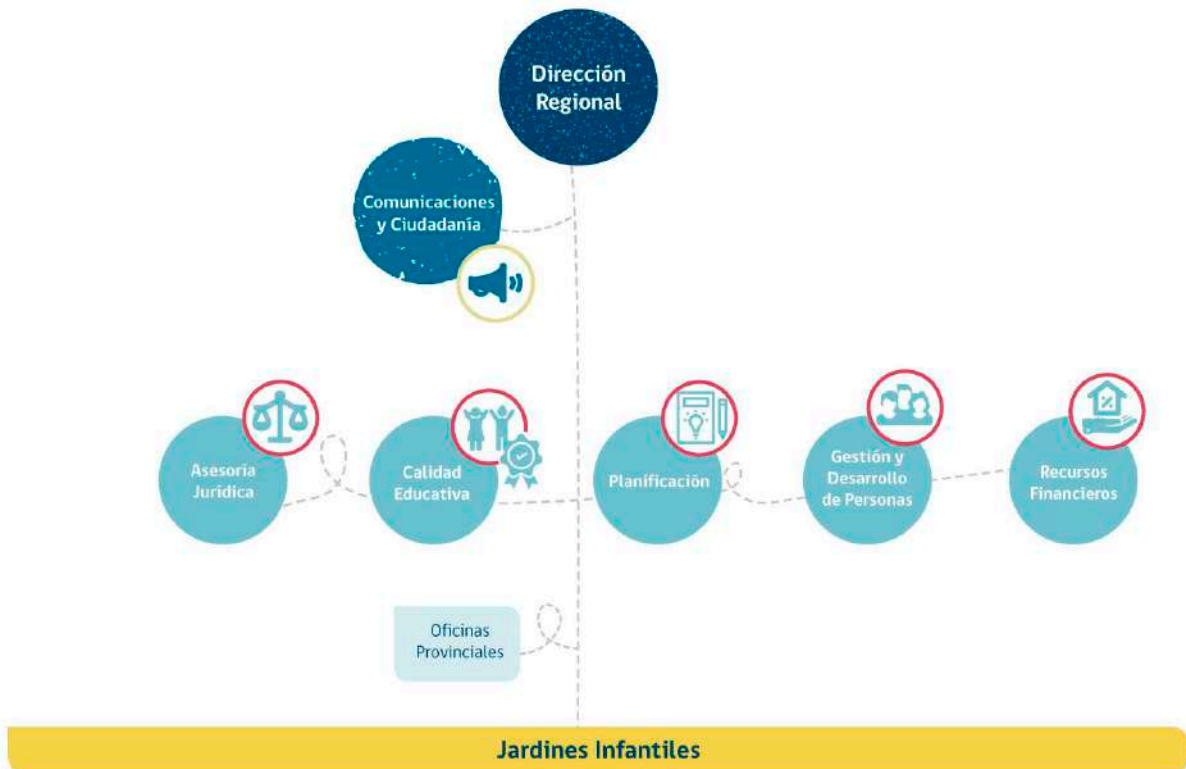 Dirección
Regional
Comunicaciones
y Ciudadanía
Asesoría
Jurídica
Calidad
Educativa
Planificación
Gestión y
Desarrollo
de Personas
Recursos
Financieros
Oficinas
Provinciales
Jardines Infantiles